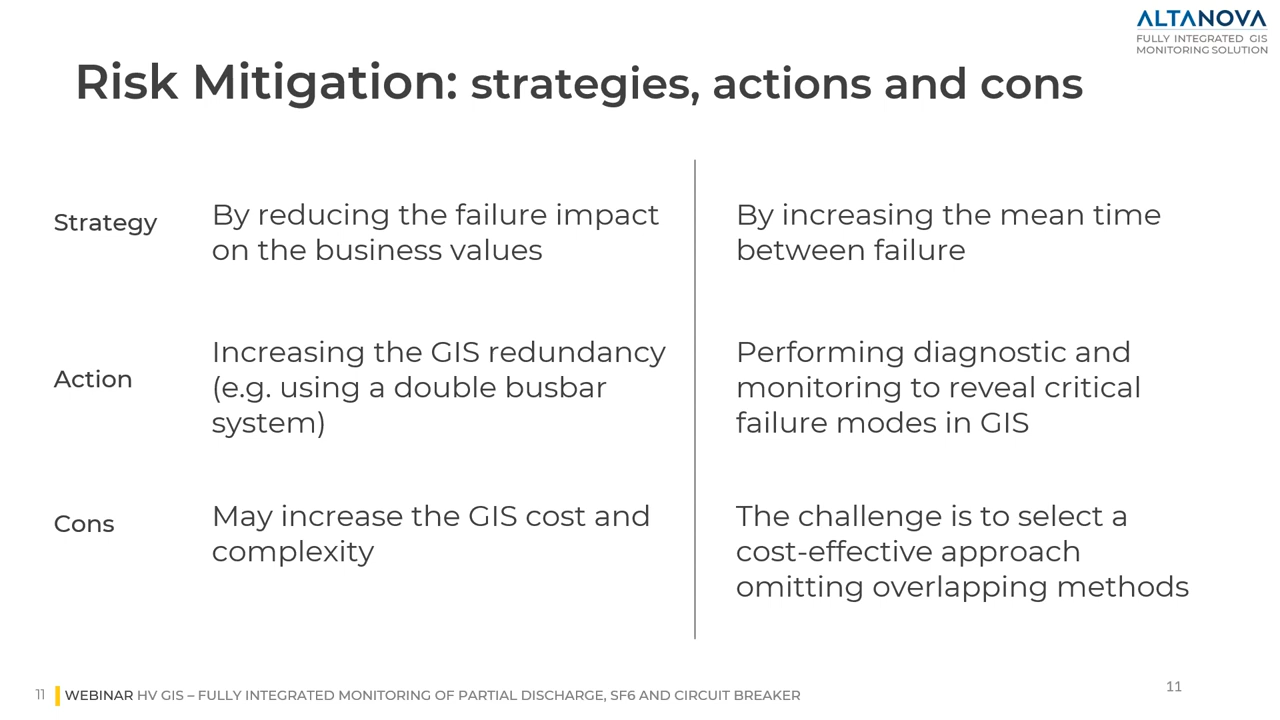 ALTANOVA
FULLY INTEGRATED GIS
MONITORING SOLUTION
Risk Mitigation: strategies, actions and cons
Strategy
By reducing the failure impact
on the business values
By increasing the mean time
between failure
Action
Increasing the GIS redundancy
(e.g. using a double busbar
system)
Performing diagnostic and
monitoring to reveal critical
failure modes in GIS
Cons
May increase the GIS cost and
complexity
The challenge is to select a
cost-effective approach
omitting overlapping methods
11 WEBINAR HV GIS – FULLY INTEGRATED MONITORING OF PARTIAL DISCHARGE, SF6 AND CIRCUIT BREAKER
11